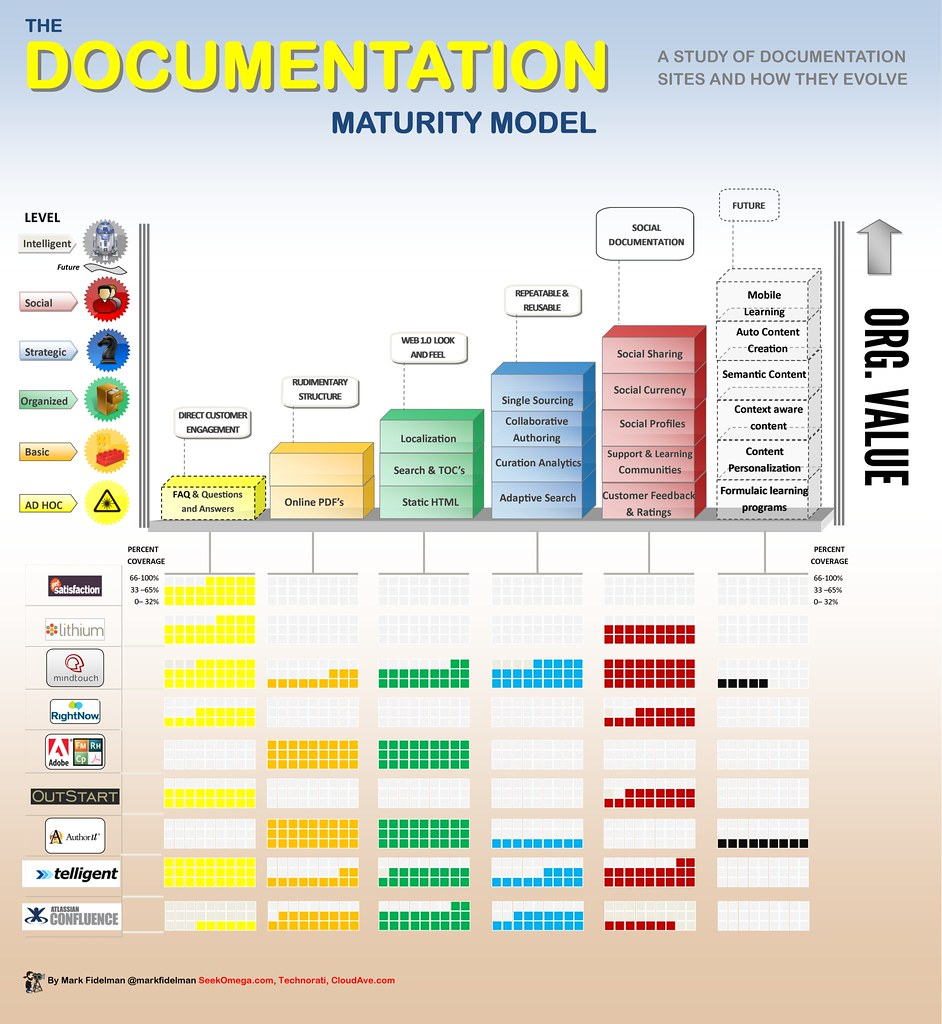 THE
DOCUMENTATION
MATURITY MODEL
A STUDY OF DOCUMENTATION
SITES AND HOW THEY EVOLVE
LEVEL
Intelligent
Future
Social
Strategic
Organized
Basic
AD HOC
DIRECT CUSTOMER
ENGAGEMENT
FAQ & Questions
and Answers
RUDIMENTARY
STRUCTURE
Online PDF's
WEB 1.0 LOOK
AND FEEL
Localization
Search & TOC's
Static HTML
REPEATABLE &
REUSABLE
Single Sourcing
Collaborative
Authoring
Curation Analytics
Adaptive Search
SOCIAL
DOCUMENTATION
Social Sharing
Social Currency
Social Profiles
Support & Learning
Communities
Customer Feedback
& Ratings
FUTURE
Mobile
Learning
Auto Content
Creation
Semantic Content
Context aware
content
Content
Personalization
Formulaic learning
programs
ORG. VALUE
PERCENT
COVERAGE
66-100%
33 –65%
0– 32%
PERCENT
COVERAGE
66-100%
33 –65%
0– 32%
get satisfaction
lithium
mindtouch
RightNow
Adobe
FM
RH
Cp
OUTSTART
AuthorIT
telligent
ATLASSIAN
CONFLUENCE
By Mark Fidelman @markfidelman SeekOmega.com, Technorati, CloudAve.com